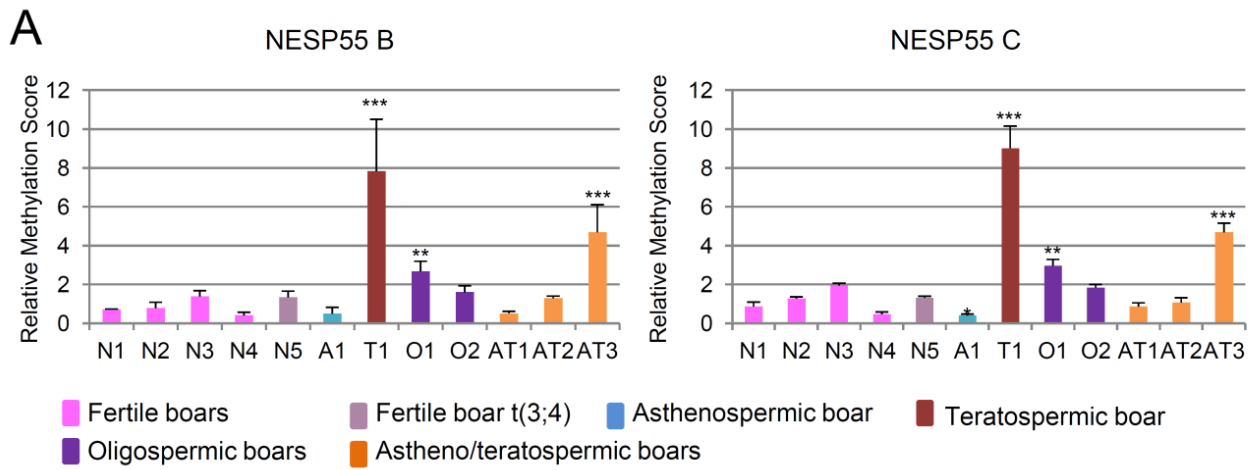 A
NESP55 B
Relative Methylation Score
12
10
8
6
4
2
0
***
**
***
N1 N2 N3 N4 N5 A1 T1 O1 O2 AT1 AT2 AT3
NESP55 C
Relative Methylation Score
12
10
8
6
4
2
0
*
***
**
***
N1 N2 N3 N4 N5 A1 T1 O1 O2 AT1 AT2 AT3
Fertile boars Fertile boar t(3;4) Asthenospermic boar Teratospermic boar
Oligospermic boars Astheno/teratospermic boars